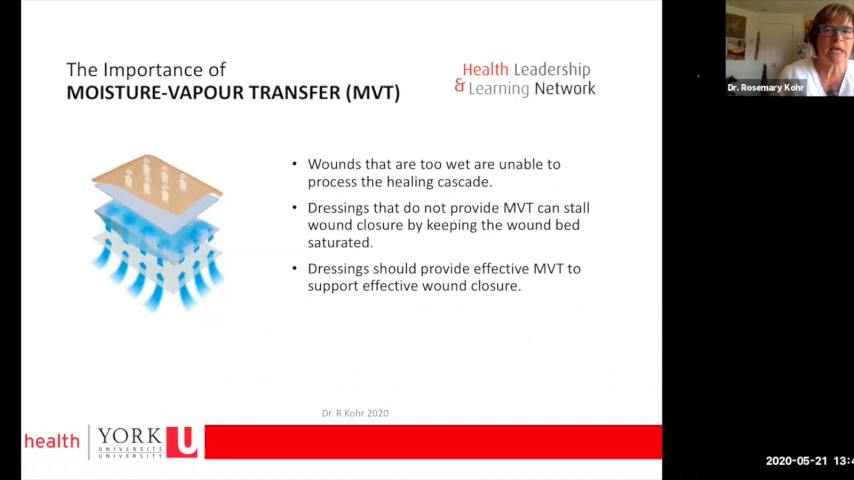 The Importance of
MOISTURE-VAPOUR TRANSFER (MVT)
Health Leadership
& Learning Network
Dr. Rosemary Kohr
• Wounds that are too wet are unable to
process the healing cascade.
• Dressings that do not provide MVT can stall
wound closure by keeping the wound bed
saturated.
• Dressings should provide effective MVT to
support effective wound closure.
Dr. R Kohr 2020
health
YORK U
UNIVERSITÉ
UNIVERSITY
2020-05-21 13:4